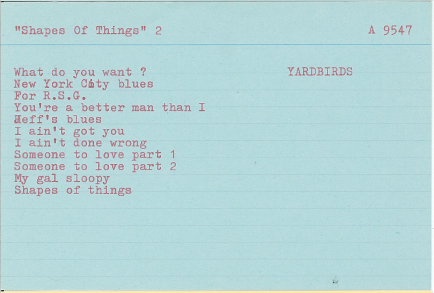 "Shapes Of Things" 2 A 9547
What do you want ? YARDBIRDS
New York City blues
For R.S.G.
You're a better man than I
Jeff's blues
I ain't got you
I ain't done wrong
Someone to love part 1
Someone to love part 2
My gal sloopy
Shapes of things